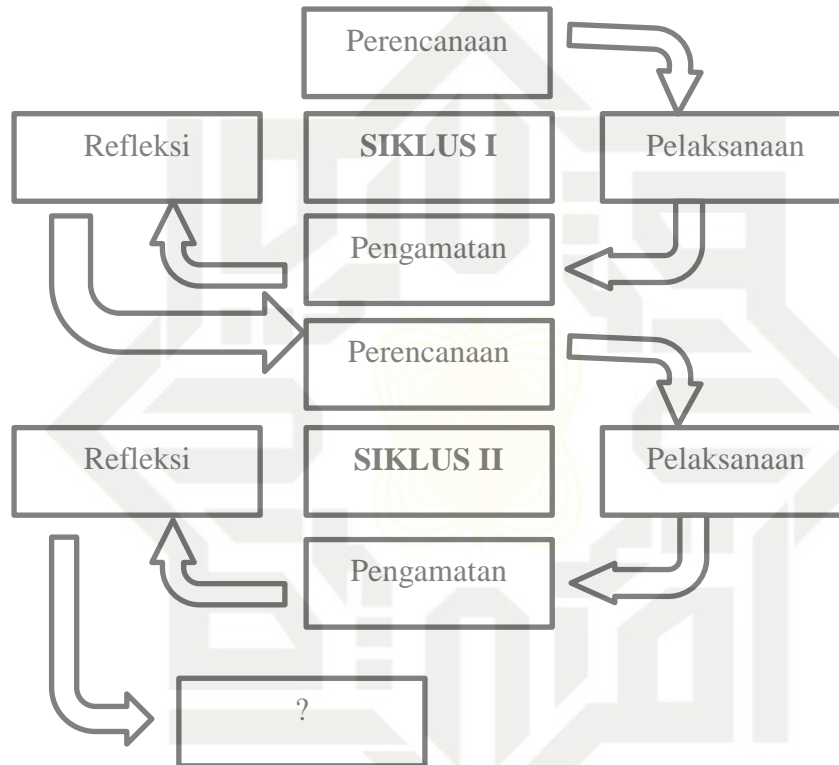 Perencanaan
Refleksi
SIKLUS I
Pelaksanaan
Pengamatan
Perencanaan
Refleksi
SIKLUS II
Pelaksanaan
Pengamatan
?